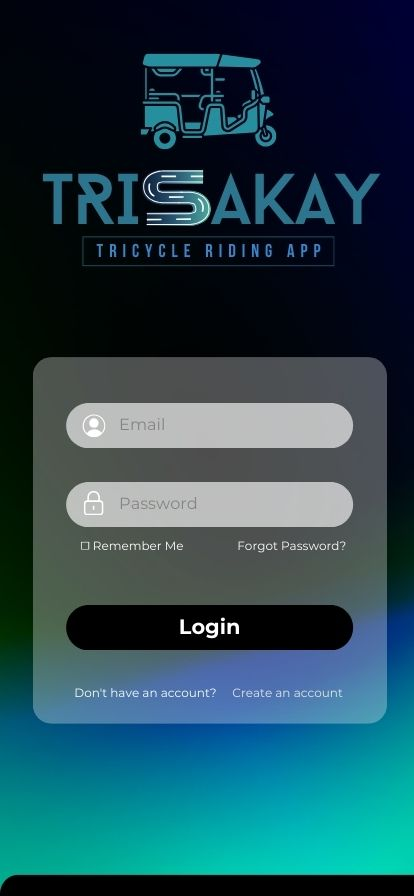 TRISAKAY
TRICYCLE RIDING APP
Email
Password
Remember Me
Forgot Password?
Login
Don't have an account? Create an account